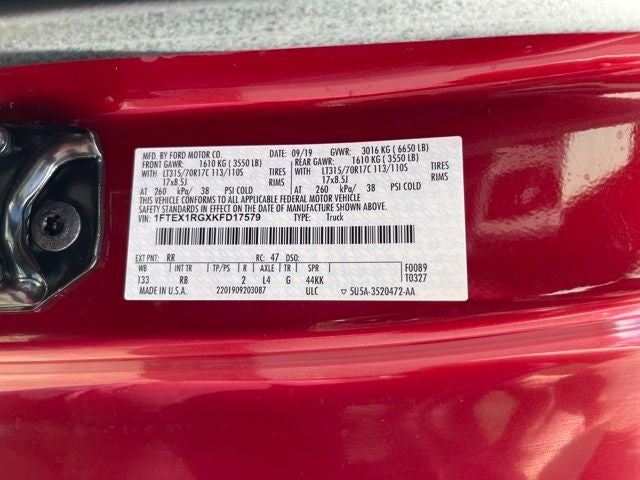 MFD. BY FORD MOTOR CO. DATE: 09/19 GVWR: 3016 KG ( 6650 LB)
FRONT GAWR: 1610 KG ( 3550 LB) REAR GAWR: 1610 KG ( 3550 LB)
WITH LT315/70R17C 113/110S TIRES WITH LT315/70R17C 113/110S TIRES
17x8.5J RIMS 17x8.5J RIMS
AT 260 kPa/ 38 PSI COLD AT 260 kPa/ 38 PSI COLD
THIS VEHICLE CONFORMS TO ALL APPLICABLE FEDERAL MOTOR VEHICLE
SAFETY AND THEFT PREVENTION STANDARDS IN EFFECT ON THE DATE OF MANUFACTURE SHOWN ABOVE.
VIN: 1FTEX1RGXKFD17579 TYPE: Truck
EXT PNT: RR RC: 47 DSO: F0089
WB INT TR TP/PS R AXLE TR SPR T0327
133 RB 2 L4 G 44KK
MADE IN U.S.A. 2201909203087 ULC ▽ 5U5A-3520472-AA